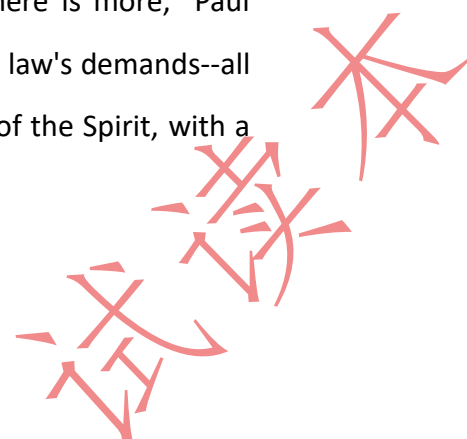 here is more," Paul
law's demands--all
of the Spirit, with a
试读本